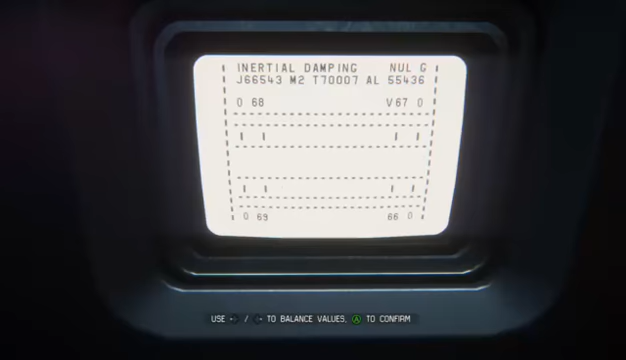 INERTIAL DAMPING NUL G
J66543 M2 T70007 AL 55436
0 68 V67 0
0 69 66 0
USE / TO BALANCE VALUES, A TO CONFIRM